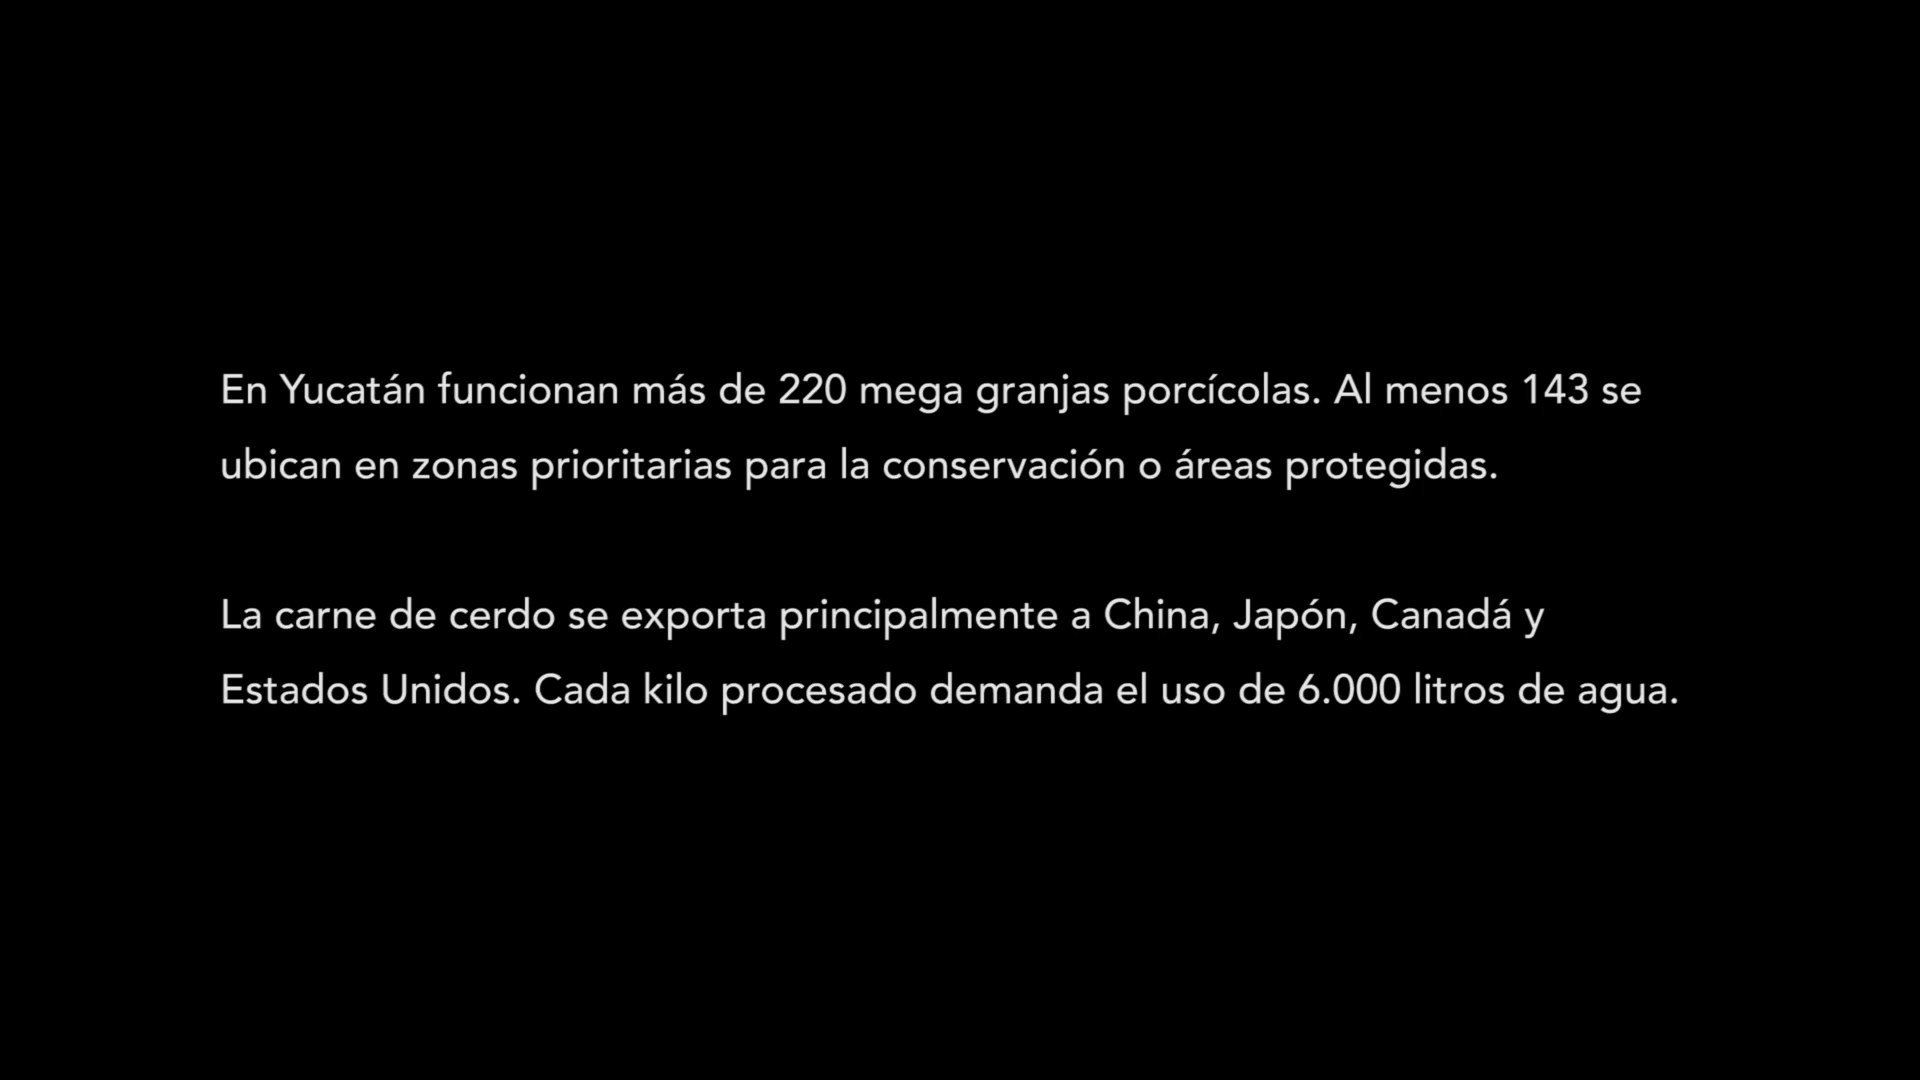 En Yucatán funcionan más de 220 mega granjas porcícolas. Al menos 143 se
ubican en zonas prioritarias para la conservación o áreas protegidas.
La carne de cerdo se exporta principalmente a China, Japón, Canadá y
Estados Unidos. Cada kilo procesado demanda el uso de 6.000 litros de agua.